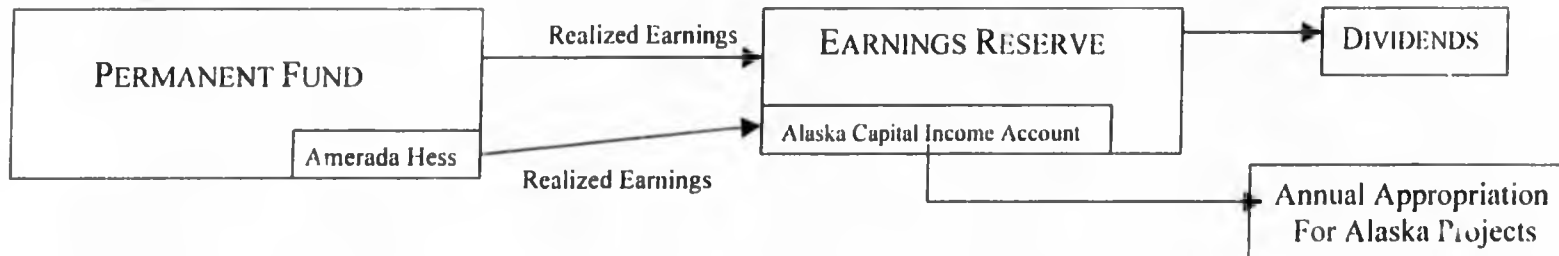 PERMANENT FUND
Amerada Hess
Realized Earnings
Realized Earnings
EARNINGS RESERVE
Alaska Capital Income Account
DIVIDENDS
Annual Appropriation
For Alaska Projects